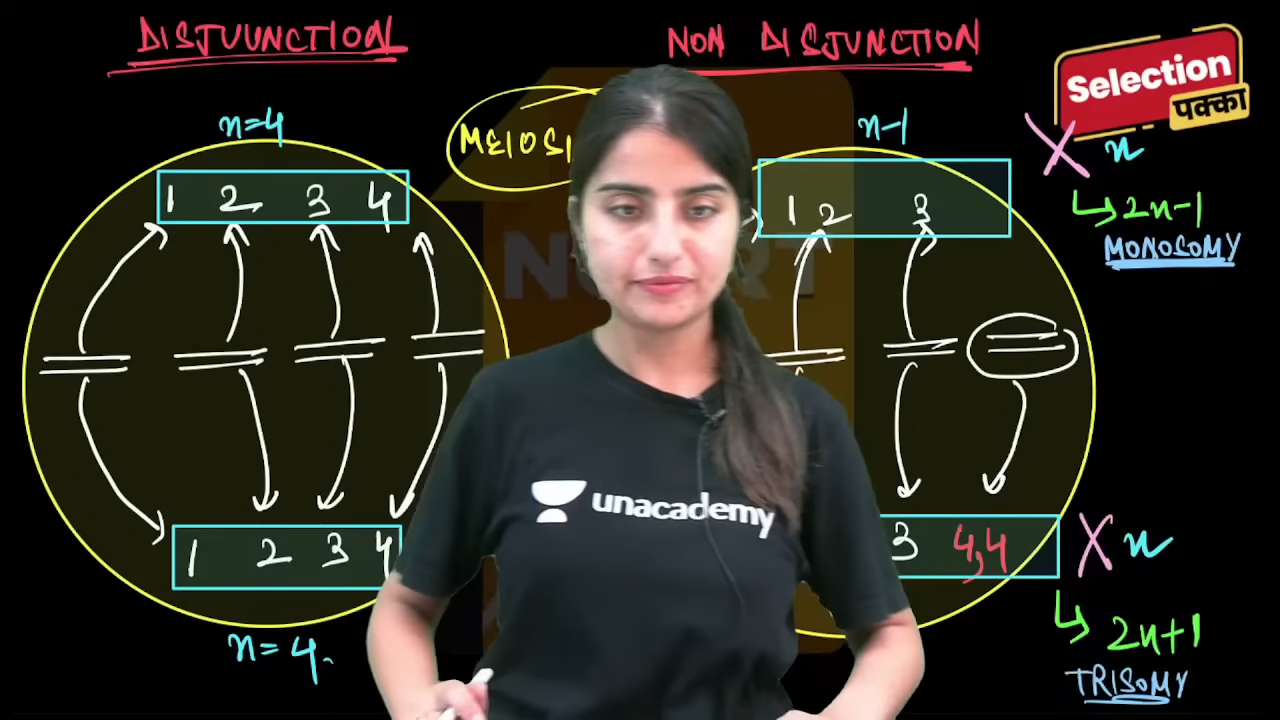 DISJUUNCTION
NON DISJUNCTION
Selection
पक्का
n=4
n-1
1 2 3 4
1 2 3
X n
↳ 2n-1
MONOSOMY
unacademy
1 2 3 4
3 4,4
X n
n=4.
↳ 2n+1
TRISOMY